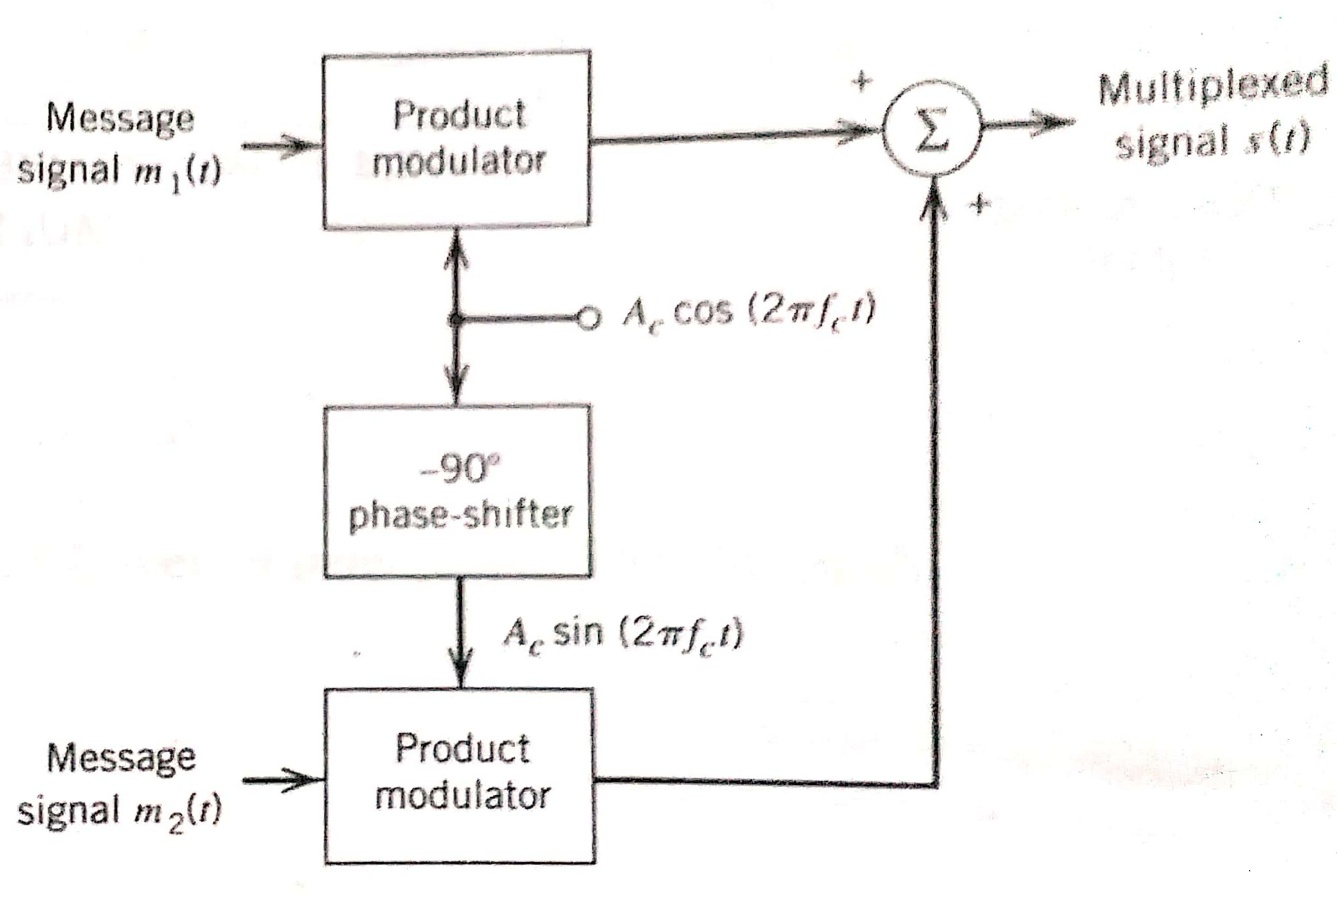 Message
signal m₁(t)
Product
modulator
+
Σ
Multiplexed
signal s(t)
+
A꜀ cos (2πf꜀t)
−90°
phase-shifter
A꜀ sin (2πf꜀t)
Message
signal m₂(t)
Product
modulator